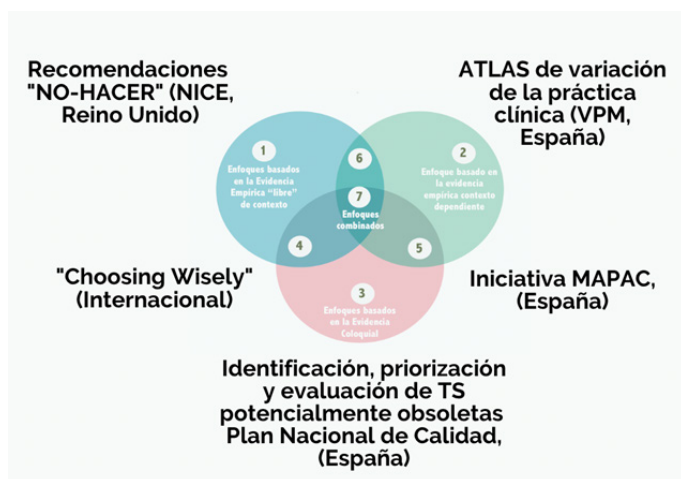 Recomendaciones
"NO-HACER" (NICE,
Reino Unido)
ATLAS de variación
de la práctica
clínica (VPM,
España)
1
Enfoques basados
en la Evidencia
Empírica "libre"
de contexto
6
2
Enfoque basado en
la evidencia
empírica contexto
dependiente
7
Enfoques
combinados
4
5
"Choosing Wisely"
(Internacional)
Iniciativa MAPAC,
(España)
3
Enfoques basados
en la Evidencia
Coloquial
Identificación, priorización
y evaluación de TS
potencialmente obsoletas
Plan Nacional de Calidad,
(España)